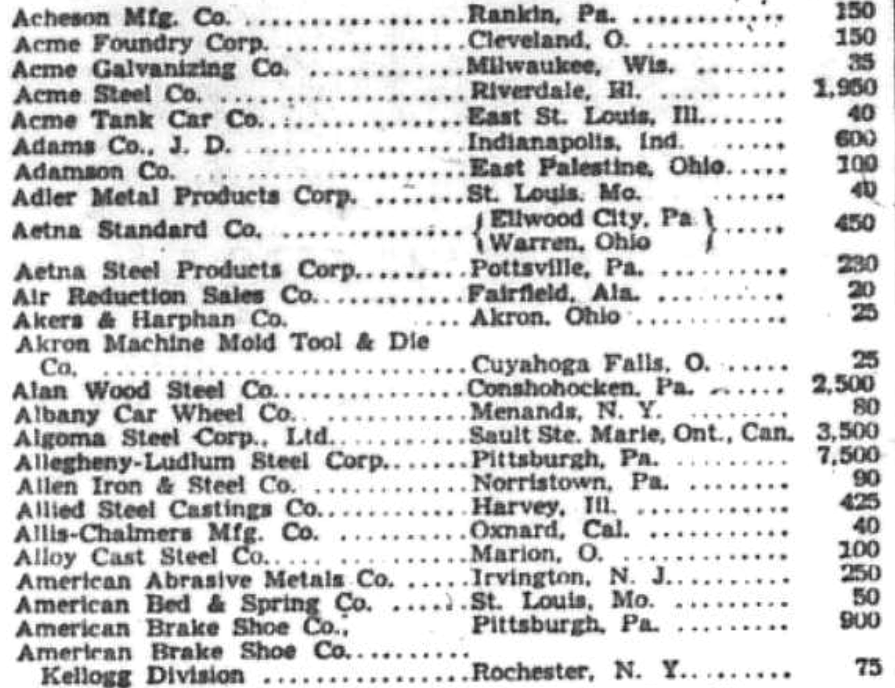 Acheson Mfg. Co. .................Rankin, Pa. ............. 150
Acme Foundry Corp. ..............Cleveland, O. ........... 150
Acme Galvanizing Co. ............Milwaukee, Wis. ....... 35
Acme Steel Co. ...................Riverdale, Ill. ........... 1,950
Acme Tank Car Co.................East St. Louis, Ill....... 40
Adams Co., J. D. .................Indianapolis, Ind. ....... 600
Adamson Co. .....................East Palestine, Ohio..... 100
Adler Metal Products Corp. .......St. Louis. Mo. ...... 40
Aetna Standard Co. ..............{Ellwood City, Pa.}..... 450
{Warren, Ohio}
Aetna Steel Products Corp........Pottsville, Pa. .......... 230
Air Reduction Sales Co............Fairfield, Ala. .......... 20
Akers & Harphan Co. .... Akron. Ohio ............ 25
Akron Machine Mold Tool & Die
Co. ............................Cuyahoga Falls, O. ...... 25
Alan Wood Steel Co...............Conshohocken, Pa. ...... 2,500
Albany Car Wheel Co. ............Menands, N. Y. ........ 80
Algoma Steel Corp., Ltd...........Sault Ste. Marie, Ont., Can. 3,500
Allegheny-Ludlum Steel Corp......Pittsburgh, Pa. ......... 7,500
Allen Iron & Steel Co. ...........Norristown, Pa. ......... 90
Allied Steel Castings Co...........Harvey, Ill. ............ 425
Allis-Chalmers Mfg. Co. ..........Oxnard, Cal. ........... 40
Alloy Cast Steel Co...............Marion, O. ............. 100
American Abrasive Metals Co. .....Irvington, N. J.......... 250
American Bed & Spring Co. ......St. Louis, Mo. ......... 50
American Brake Shoe Co., Pittsburgh, Pa. ......... 900
American Brake Shoe Co..........
Kellogg Division ................Rochester, N. Y......... 75